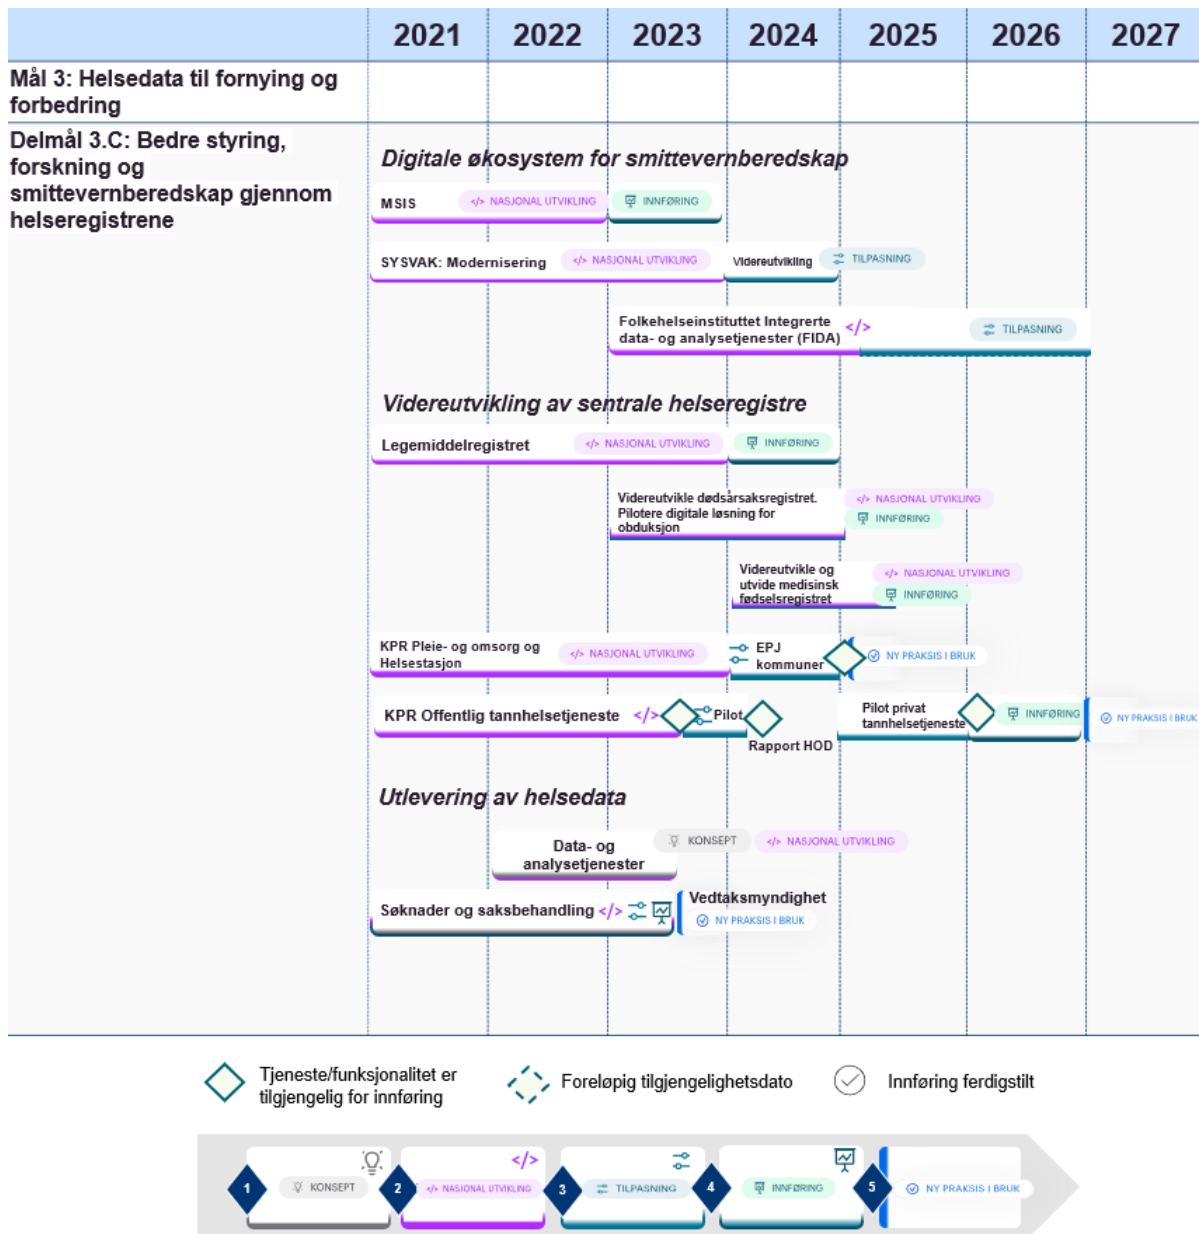 2021 2022 2023 2024 2025 2026 2027
Mål 3: Helsedata til fornying og
forbedring
Delmål 3.C: Bedre styring,
forskning og
smittevernberedskap gjennom
helseregistrene
Digitale økosystem for smittevernberedskap
MSIS </> NASJONAL UTVIKLING INNFØRING
SYSVAK: Modernisering </> NASJONAL UTVIKLING Videreutvikling TILPASNING
Folkehelseinstituttet Integrerte </>
data- og analysetjenester (FIDA) TILPASNING
Videreutvikling av sentrale helseregistre
Legemiddelregistret </> NASJONAL UTVIKLING INNFØRING
Videreutvikle dødsårsaksregistret. </> NASJONAL UTVIKLING
Pilotere digitale løsning for INNFØRING
obduksjon
Videreutvikle og </> NASJONAL UTVIKLING
utvide medisinsk INNFØRING
fødselsregistret
KPR Pleie- og omsorg og </> NASJONAL UTVIKLING EPJ NY PRAKSIS I BRUK
Helsestasjon kommuner
KPR Offentlig tannhelsetjeneste </> Pilot Pilot privat INNFØRING NY PRAKSIS I BRUK
tannhelsetjeneste
Rapport HOD
Utlevering av helsedata
Data- og KONSEPT </> NASJONAL UTVIKLING
analysetjenester
Søknader og saksbehandling </> Vedtaksmyndighet
NY PRAKSIS I BRUK
Tjeneste/funksjonalitet er Foreløpig tilgjengelighetsdato Innføring ferdigstilt
tilgjengelig for innføring
</>
1 KONSEPT 2 </> NASJONAL UTVIKLING 3 TILPASNING 4 INNFØRING 5 NY PRAKSIS I BRUK